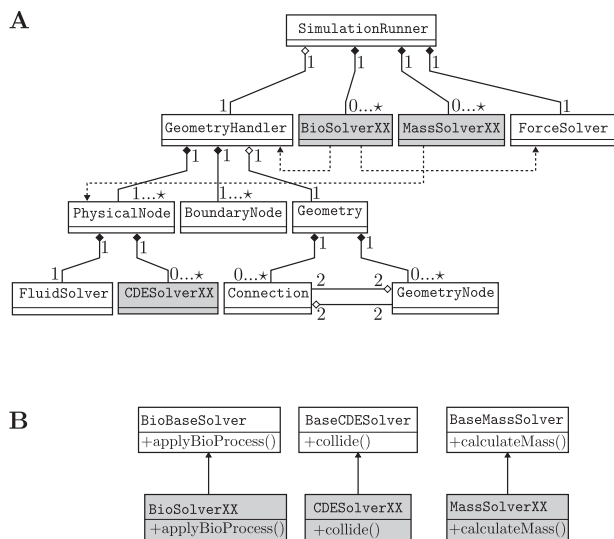 A
SimulationRunner
1 1 1 1
1 0...⋆ 0...⋆ 1
GeometryHandler BioSolverXX MassSolverXX ForceSolver
1 1 1
1...⋆ 1...⋆ 1
PhysicalNode BoundaryNode Geometry
1 1 1 1
1 0...⋆ 0...⋆ 0...⋆
FluidSolver CDESolverXX Connection GeometryNode
2 2
2 2
B
BioBaseSolver BaseCDESolver BaseMassSolver
+applyBioProcess() +collide() +calculateMass()
BioSolverXX CDESolverXX MassSolverXX
+applyBioProcess() +collide() +calculateMass()